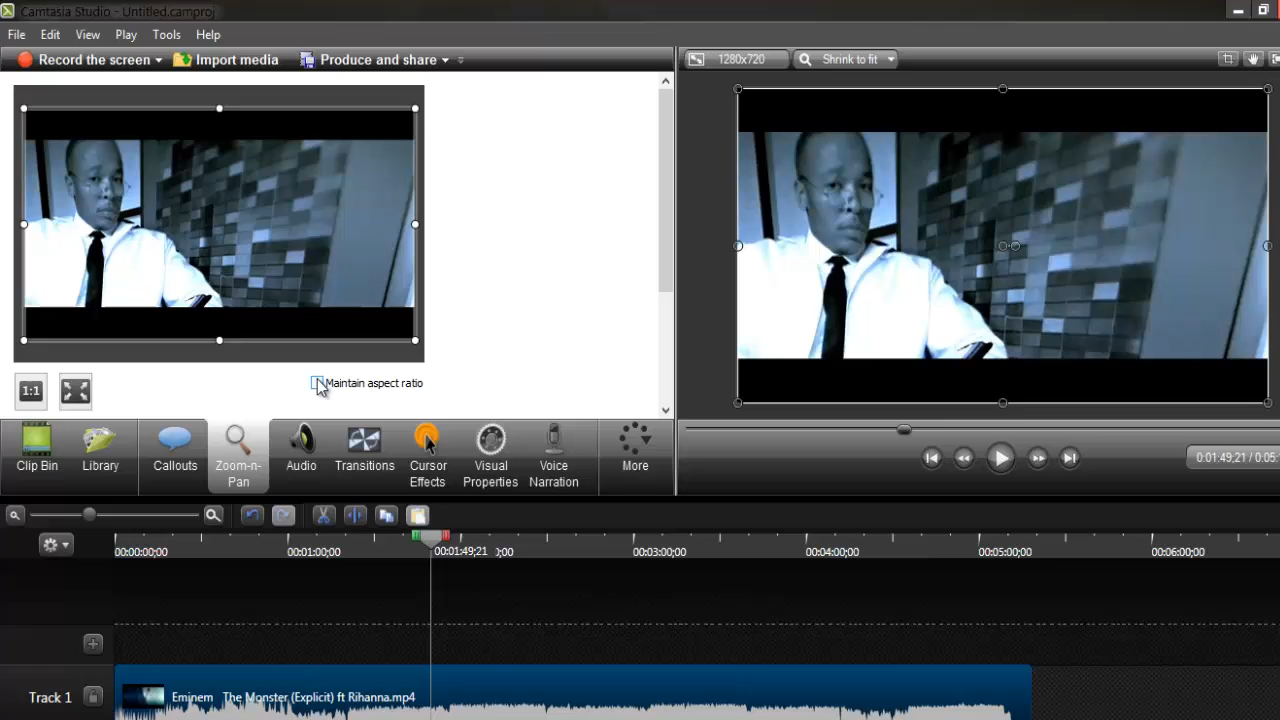 Camtasia Studio - Untitled.camproj
File Edit View Play Tools Help
Record the screen Import media Produce and share
1280x720 Shrink to fit
1:1
Maintain aspect ratio
Clip Bin
Library
Callouts
Zoom-n-
Pan
Audio
Transitions
Cursor
Effects
Visual
Properties
Voice
Narration
More
0:01:49;21 / 0:05:
00:00:00;00 00:01:00;00 00:01:49;21 ;00 00:03:00;00 00:04:00;00 00:05:00;00 00:06:00;00
Track 1
Eminem The Monster (Explicit) ft Rihanna.mp4